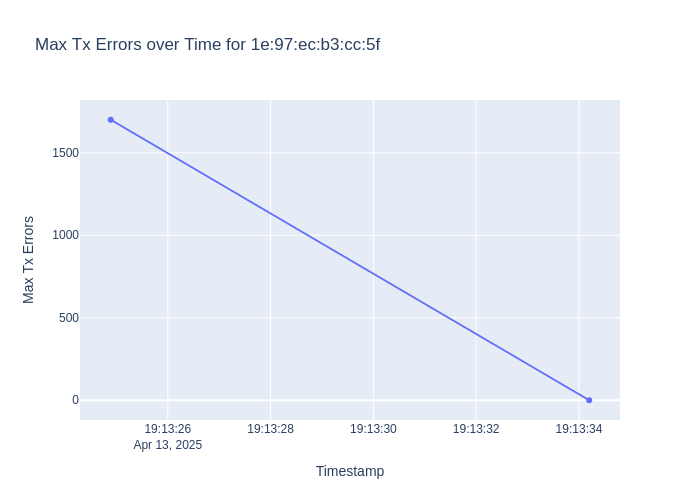 Max Tx Errors over Time for 1e:97:ec:b3:cc:5f
Max Tx Errors
1500
1000
500
0
19:13:26
Apr 13, 2025
19:13:28
19:13:30
19:13:32
19:13:34
Timestamp